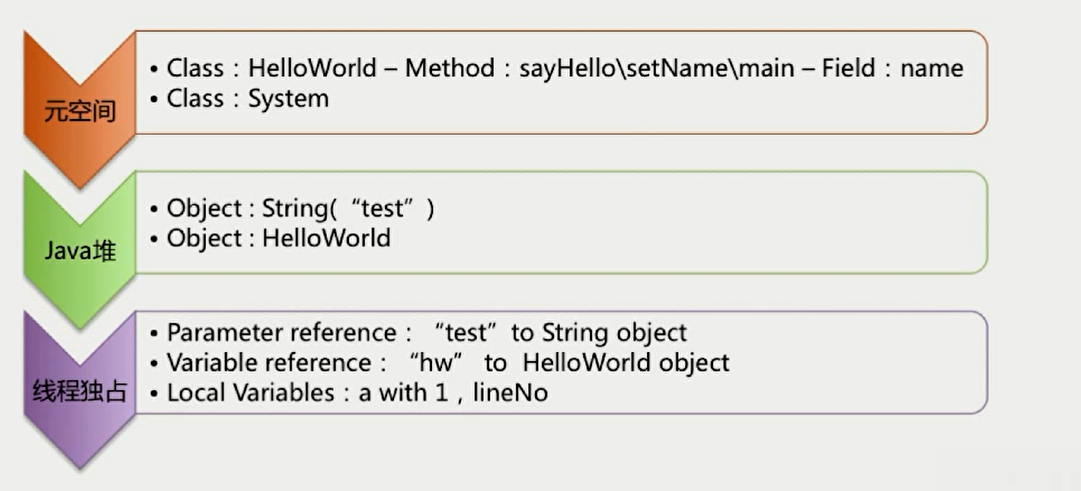 元空间
• Class：HelloWorld – Method：sayHello\setName\main – Field：name
• Class：System
Java堆
• Object : String(“test”)
• Object : HelloWorld
线程独占
• Parameter reference：“test”to String object
• Variable reference：“hw” to HelloWorld object
• Local Variables：a with 1，lineNo